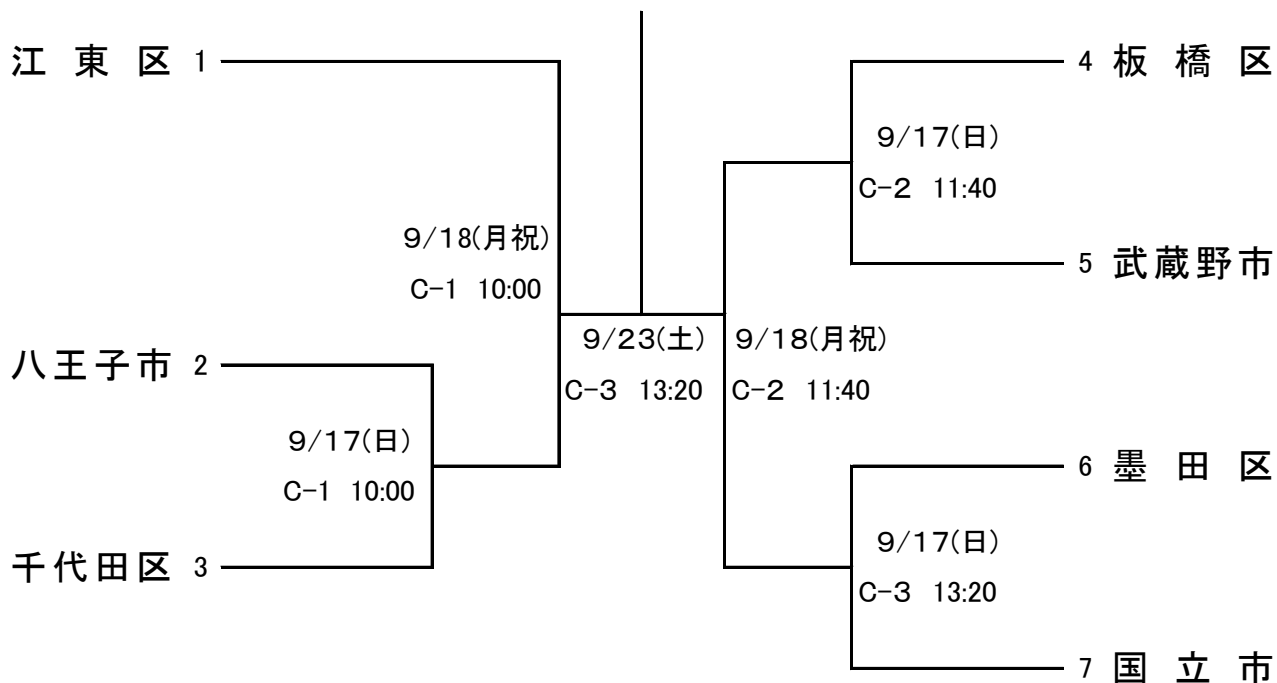 江東区 1
9/18(月祝)
C-1 10:00
八王子市 2
9/17(日)
C-1 10:00
千代田区 3
9/23(土)
C-3 13:20
4 板橋区
9/17(日)
C-2 11:40
5 武蔵野市
9/18(月祝)
C-2 11:40
6 墨田区
9/17(日)
C-3 13:20
7 国立市